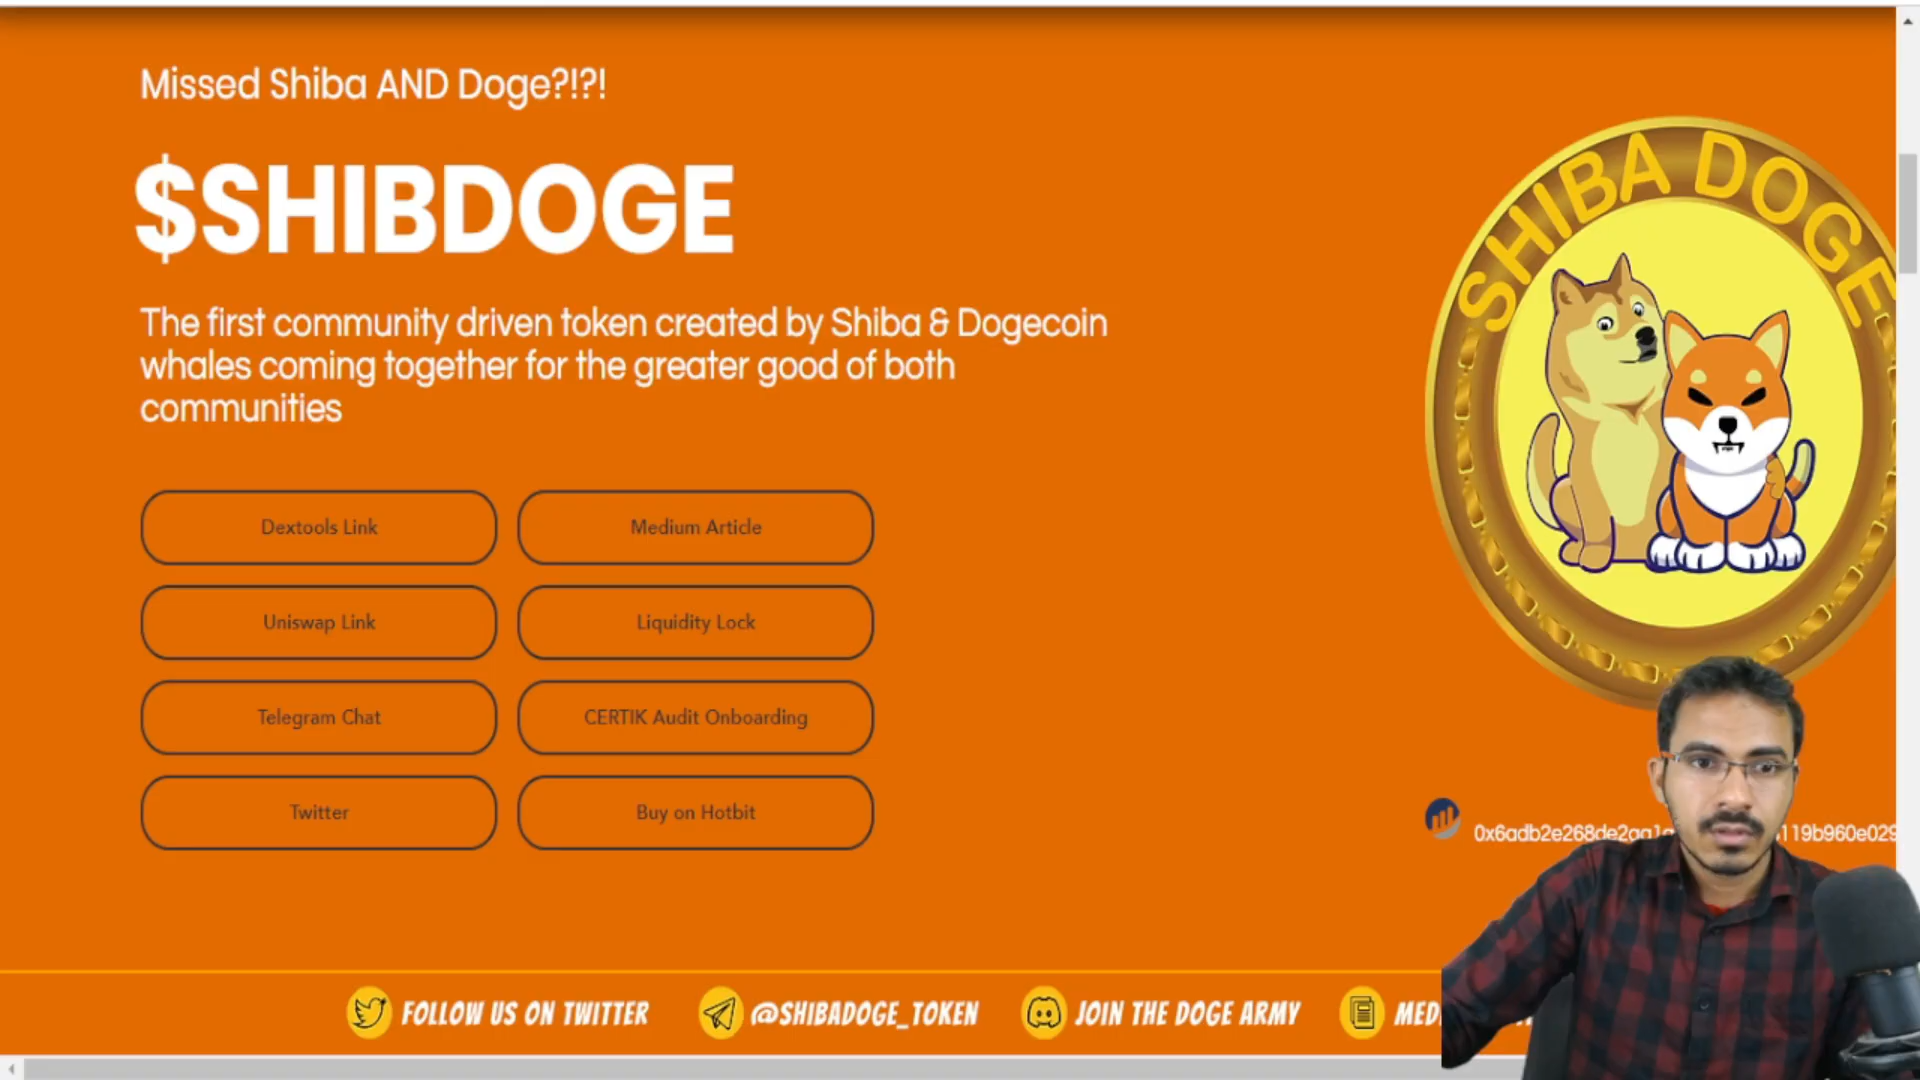 Missed Shiba AND Doge?!?!
$SHIBDOGE
The first community driven token created by Shiba & Dogecoin
whales coming together for the greater good of both
communities
Dextools Link
Medium Article
Uniswap Link
Liquidity Lock
Telegram Chat
CERTIK Audit Onboarding
Twitter
Buy on Hotbit
SHIBA DOGE
FOLLOW US ON TWITTER
@SHIBADOGE_TOKEN
JOIN THE DOGE ARMY